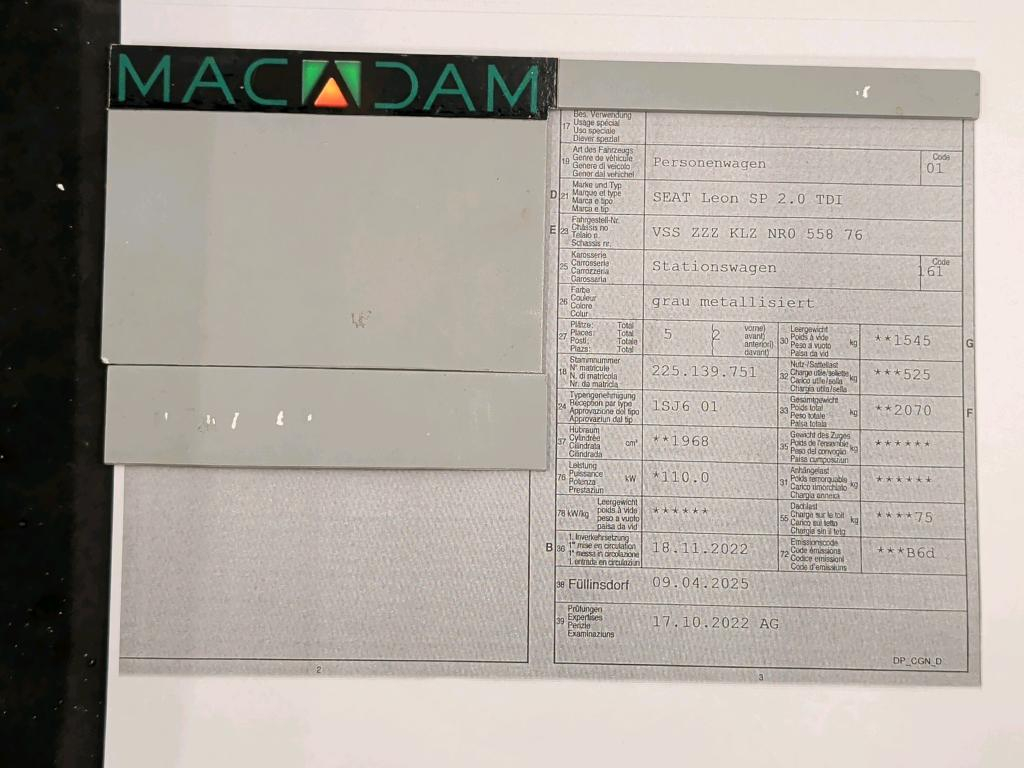 MACADAM
17 Bes. Verwendung
Usage spécial
Uso speciale
Diever spezial
19 Art des Fahrzeugs
Genre de véhicule
Genere di veicolo
Gener dal vehichel
Personenwagen
Code
01
D 21 Marke und Typ
Marque et type
Marca e tipo
Marca e tip
SEAT Leon SP 2.0 TDI
E 23 Fahrgestell-Nr.
Châssis no
Telaio n.
Schassis nr.
VSS ZZZ KLZ NR0 558 76
25 Karosserie
Carrosserie
Carrozzeria
Carossaria
Stationswagen
Code
161
26 Farbe
Couleur
Colore
Colur
grau metallisiert
27 Plätze: Total
Places: Total
Posti: Totale
Plazs: Total
5 (2
vorne)
avant)
anteriori)
davant)
30 Leergewicht
Poids à vide
Peso a vuoto
Paisa da vid
kg
**1545
G
18 Stammnummer
N° matricule
N. di matricola
Nr. da matricla
225.139.751
32 Nutz-/Sattellast
Charge utile/sellette
Carico utile/sella
Chargia utila/sella
kg
***525
24 Typengenehmigung
Réception par type
Approvazione del tipo
Approvaziun dal tip
1SJ6 01
33 Gesamtgewicht
Poids total
Peso totale
Paisa totala
kg
**2070
F
37 Hubraum
Cylindrée
Cilindrata
Cilindrada
cm³
**1968
35 Gewicht des Zuges
Poids de l'ensemble
Peso del convoglio
Paisa cumposiziun
kg
******
76 Leistung
Puissance
Potenza
Prestaziun
kW
*110.0
31 Anhängelast
Poids remorquable
Carico rimorchiato
Chargia annexa
kg
******
78 kW/kg Leergewicht
poids à vide
peso a vuoto
paisa da vid
******
55 Dachlast
Charge sur le toit
Carico sul tetto
Chargia sin il tetg
kg
****75
B 36 1. Inverkehrsetzung
1re mise en circulation
1a messa in circolazione
1. entrada en circulaziun
18.11.2022
72 Emissionscode
Code émissions
Codice emissioni
Code d'emissiuns
***B6d
38 Füllinsdorf
09.04.2025
39 Prüfungen
Expertises
Perizie
Examinaziuns
17.10.2022 AG
DP_CGN_D
2
3